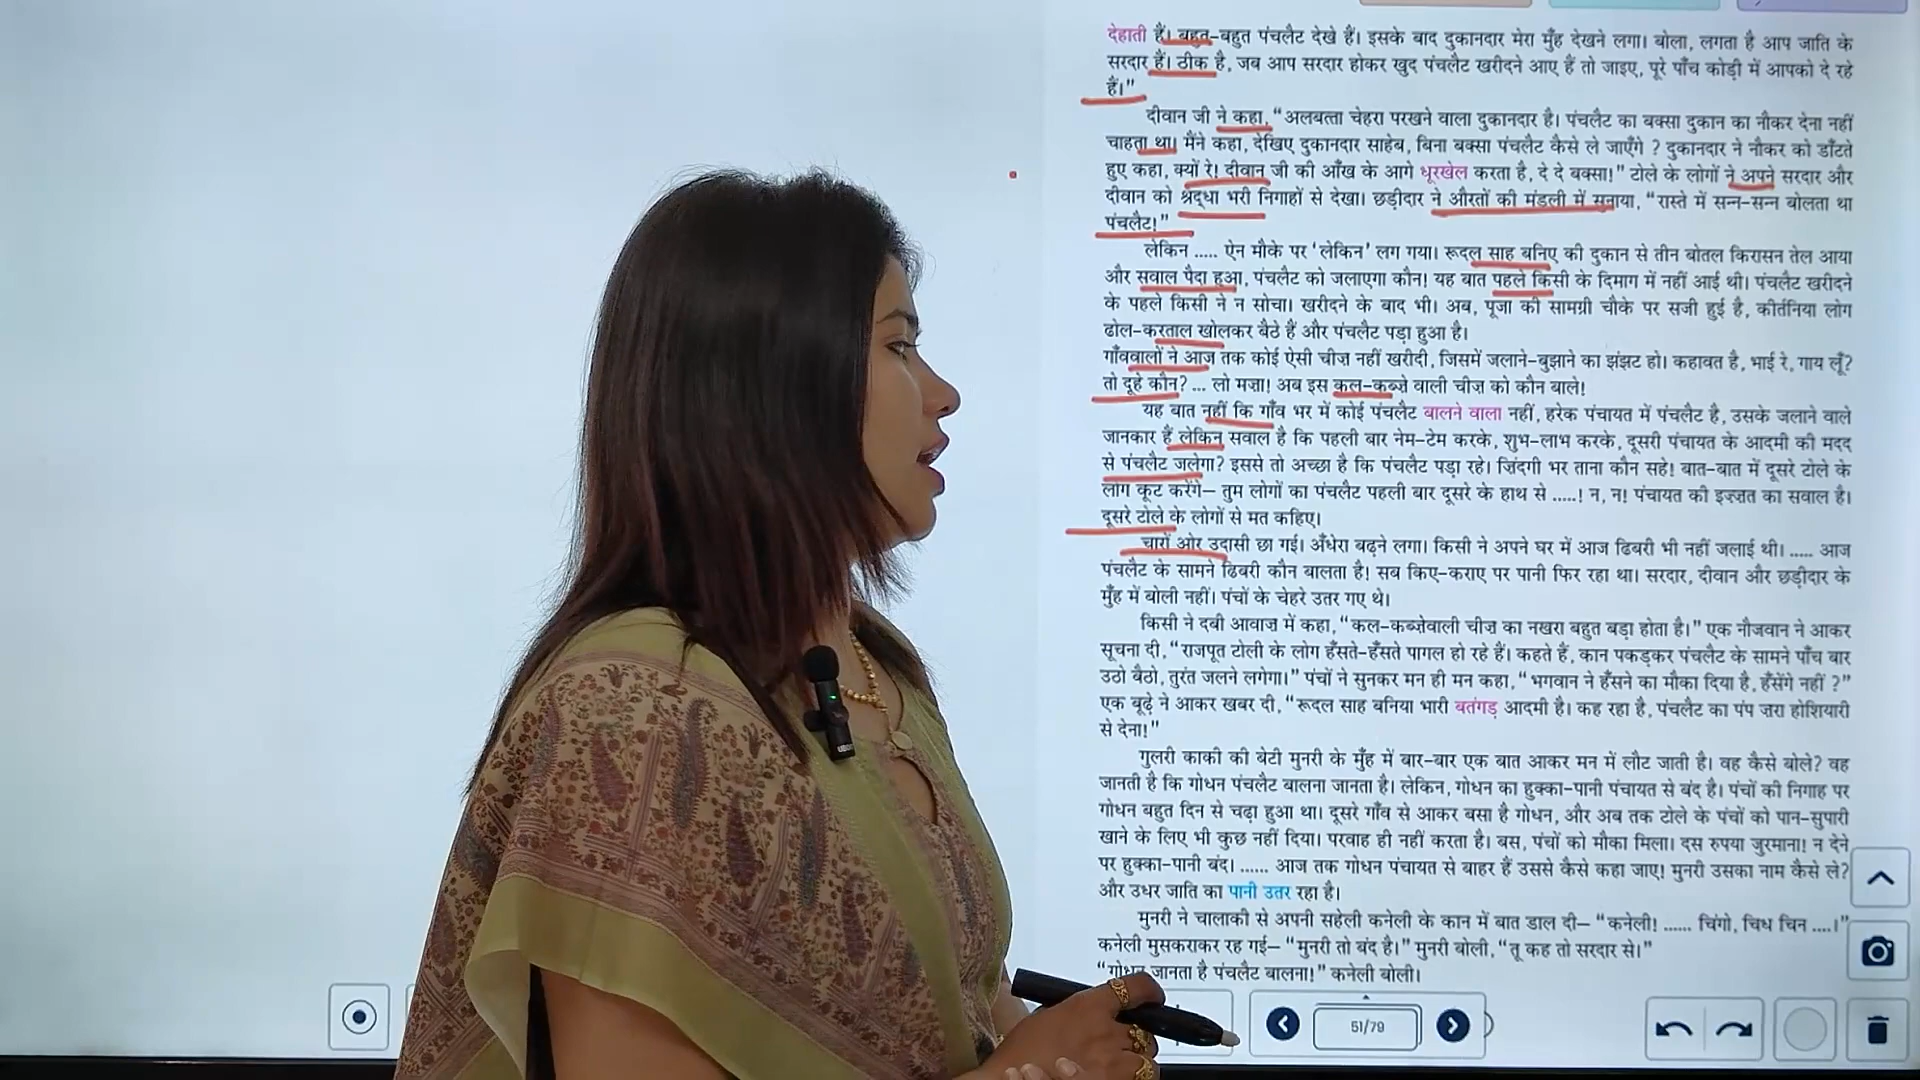 देहाती हैं। बहुत-बहुत पंचलैट देखे हैं। इसके बाद दुकानदार मेरा मुँह देखने लगा। बोला, लगता है आप जाति के
सरदार हैं। ठीक है, जब आप सरदार होकर खुद पंचलैट खरीदने आए हैं तो जाइए, पूरे पाँच कोड़ी में आपको दे रहे
हैं।”
दीवान जी ने कहा, “अलबत्ता चेहरा परखने वाला दुकानदार है। पंचलैट का बक्सा दुकान का नौकर देना नहीं
चाहता था। मैंने कहा, देखिए दुकानदार साहेब, बिना बक्सा पंचलैट कैसे ले जाएँगे ? दुकानदार ने नौकर को डाँटते
हुए कहा, क्यों रे! दीवान जी की आँख के आगे धूरखेल करता है, दे दे बक्सा!” टोले के लोगों ने अपने सरदार और
दीवान को श्रद्धा भरी निगाहों से देखा। छड़ीदार ने औरतों की मंडली में सुनाया, “रास्ते में सन्न-सन्न बोलता था
पंचलैट!”
लेकिन ..... ऐन मौके पर ‘लेकिन’ लग गया। रूदल साह बनिए की दुकान से तीन बोतल किरासन तेल आया
और सवाल पैदा हुआ, पंचलैट को जलाएगा कौन! यह बात पहले किसी के दिमाग में नहीं आई थी। पंचलैट खरीदने
के पहले किसी ने न सोचा। खरीदने के बाद भी। अब, पूजा की सामग्री चौके पर सजी हुई है, कीर्तनिया लोग
ढोल-करताल खोलकर बैठे हैं और पंचलैट पड़ा हुआ है।
गाँववालों ने आज तक कोई ऐसी चीज़ नहीं खरीदी, जिसमें जलाने-बुझाने का झंझट हो। कहावत है, भाई रे, गाय लूँ?
तो दूहे कौन? ... लो मज़ा! अब इस कल-कब्ज़े वाली चीज़ को कौन बाले!
यह बात नहीं कि गाँव भर में कोई पंचलैट बालने वाला नहीं, हरेक पंचायत में पंचलैट है, उसके जलाने वाले
जानकार हैं लेकिन सवाल है कि पहली बार नेम-टेम करके, शुभ-लाभ करके, दूसरी पंचायत के आदमी की मदद
से पंचलैट जलेगा? इससे तो अच्छा है कि पंचलैट पड़ा रहे। ज़िंदगी भर ताना कौन सहे! बात-बात में दूसरे टोले के
लोग कूट करेंगे– तुम लोगों का पंचलैट पहली बार दूसरे के हाथ से .....! न, न! पंचायत की इज्ज़त का सवाल है।
दूसरे टोले के लोगों से मत कहिए।
चारों ओर उदासी छा गई। अँधेरा बढ़ने लगा। किसी ने अपने घर में आज ढिबरी भी नहीं जलाई थी। ..... आज
पंचलैट के सामने ढिबरी कौन बालता है! सब किए-कराए पर पानी फिर रहा था। सरदार, दीवान और छड़ीदार के
मुँह में बोली नहीं। पंचों के चेहरे उतर गए थे।
किसी ने दबी आवाज़ में कहा, “कल-कब्ज़ेवाली चीज़ का नखरा बहुत बड़ा होता है।” एक नौजवान ने आकर
सूचना दी, “राजपूत टोली के लोग हँसते-हँसते पागल हो रहे हैं। कहते हैं, कान पकड़कर पंचलैट के सामने पाँच बार
उठो बैठो, तुरंत जलने लगेगा।” पंचों ने सुनकर मन ही मन कहा, “भगवान ने हँसने का मौका दिया है, हँसेंगे नहीं ?”
एक बूढ़े ने आकर खबर दी, “रूदल साह बनिया भारी बतंगड़ आदमी है। कह रहा है, पंचलैट का पंप ज़रा होशियारी
से देना!”
गुलरी काकी की बेटी मुनरी के मुँह में बार-बार एक बात आकर मन में लौट जाती है। वह कैसे बोले? वह
जानती है कि गोधन पंचलैट बालना जानता है। लेकिन, गोधन का हुक्का-पानी पंचायत से बंद है। पंचों की निगाह पर
गोधन बहुत दिन से चढ़ा हुआ था। दूसरे गाँव से आकर बसा है गोधन, और अब तक टोले के पंचों को पान-सुपारी
खाने के लिए भी कुछ नहीं दिया। परवाह ही नहीं करता है। बस, पंचों को मौका मिला। दस रुपया जुरमाना! न देने
पर हुक्का-पानी बंद। ...... आज तक गोधन पंचायत से बाहर हैं उससे कैसे कहा जाए! मुनरी उसका नाम कैसे ले?
और उधर जाति का पानी उतर रहा है।
मुनरी ने चालाकी से अपनी सहेली कनेली के कान में बात डाल दी– “कनेली! ...... चिंगो, चिध चिन ....।”
कनेली मुसकराकर रह गई– “मुनरी तो बंद है।” मुनरी बोली, “तू कह तो सरदार से।”
“गोधन जानता है पंचलैट बालना!” कनेली बोली।
51/79